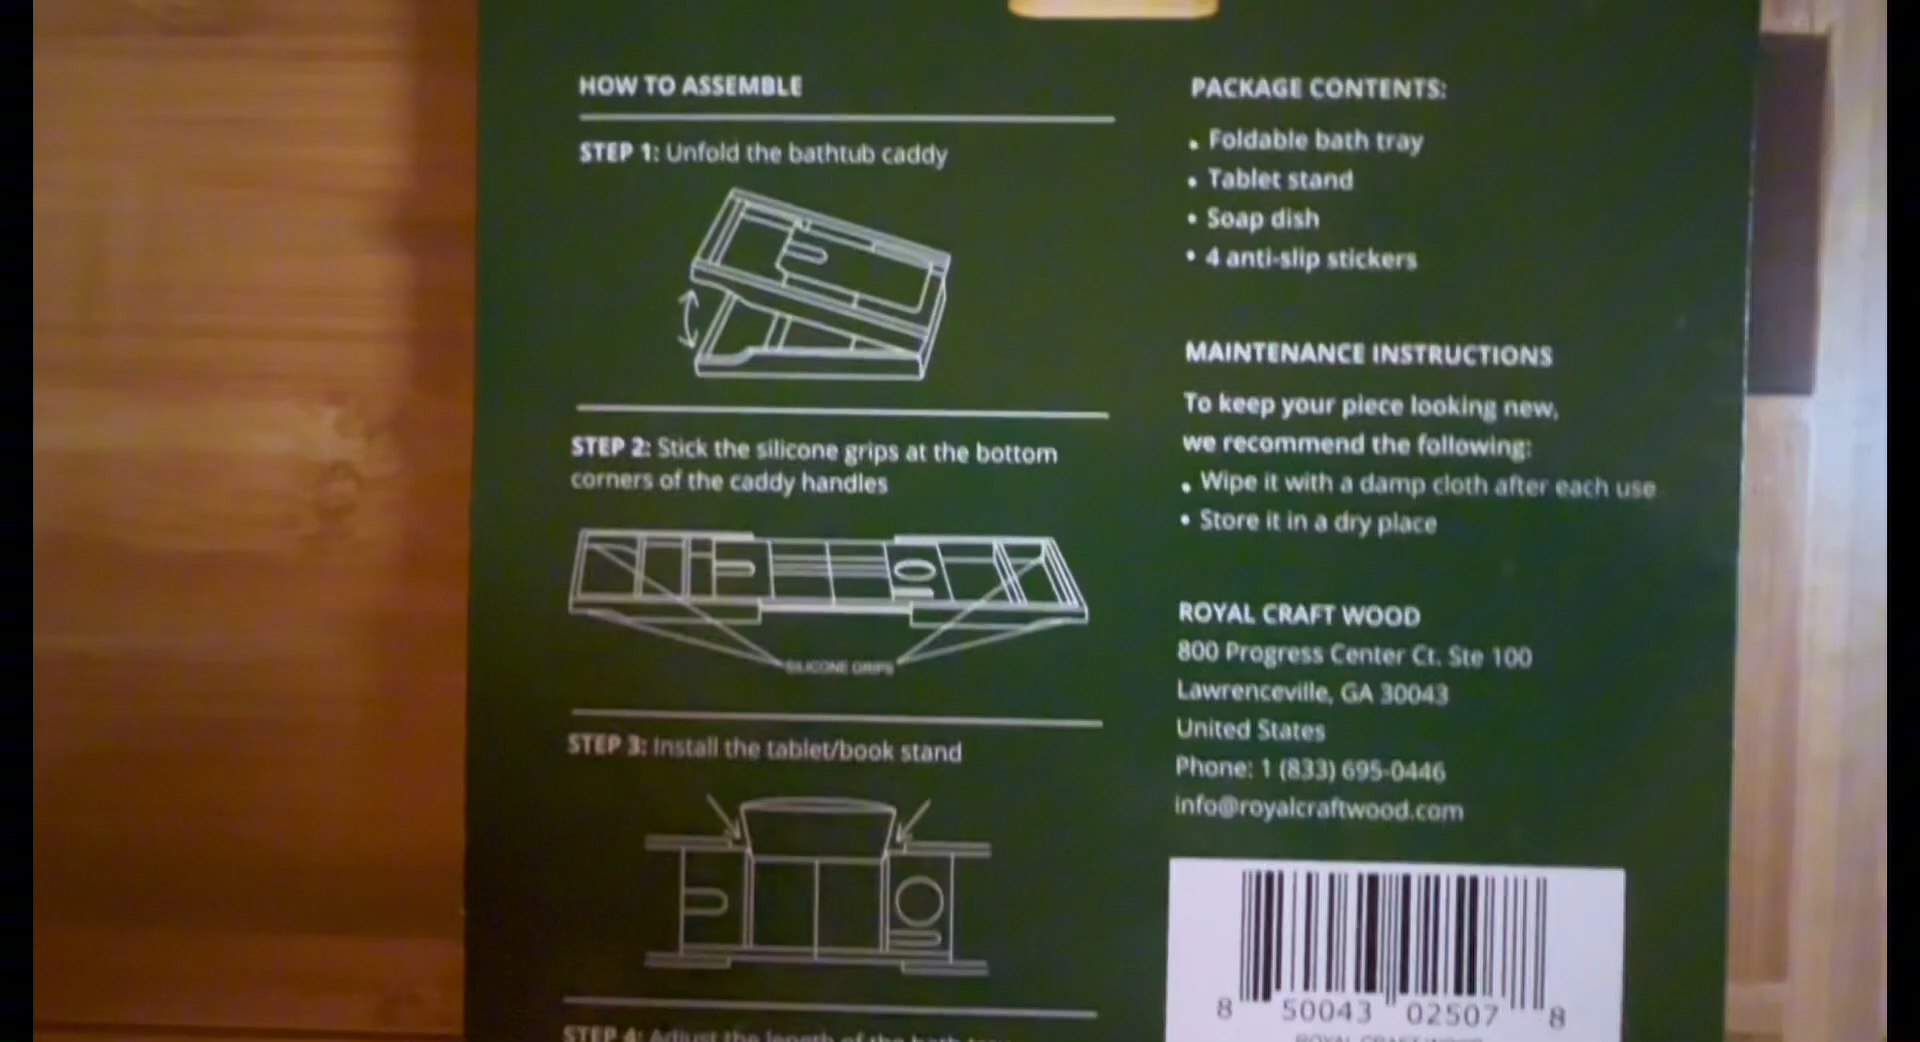 HOW TO ASSEMBLE
STEP 1: Unfold the bathtub caddy
STEP 2: Stick the silicone grips at the bottom
corners of the caddy handles
SILICONE GRIPS
STEP 3: Install the tablet/book stand
STEP 4: Adjust the length of the bath tray
PACKAGE CONTENTS:
• Foldable bath tray
• Tablet stand
• Soap dish
• 4 anti-slip stickers
MAINTENANCE INSTRUCTIONS
To keep your piece looking new,
we recommend the following:
• Wipe it with a damp cloth after each use
• Store it in a dry place
ROYAL CRAFT WOOD
800 Progress Center Ct. Ste 100
Lawrenceville, GA 30043
United States
Phone: 1 (833) 695-0446
info@royalcraftwood.com
8 50043 02507 8
ROYAL CRAFT WOOD